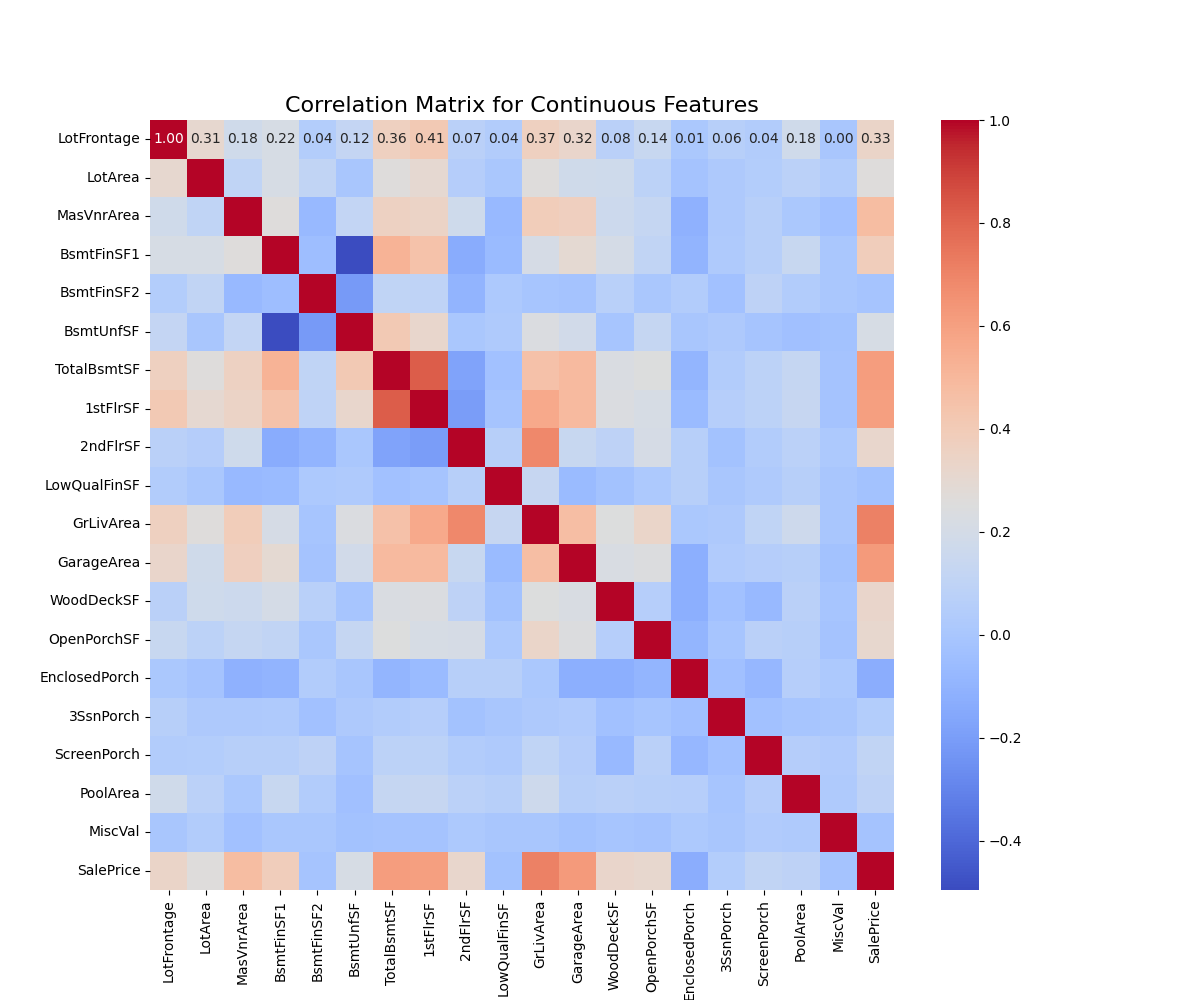 Correlation Matrix for Continuous Features
LotFrontage 1.00 0.31 0.18 0.22 0.04 0.12 0.36 0.41 0.07 0.04 0.37 0.32 0.08 0.14 0.01 0.06 0.04 0.18 0.00 0.33
LotArea
MasVnrArea
BsmtFinSF1
BsmtFinSF2
BsmtUnfSF
TotalBsmtSF
1stFlrSF
2ndFlrSF
LowQualFinSF
GrLivArea
GarageArea
WoodDeckSF
OpenPorchSF
EnclosedPorch
3SsnPorch
ScreenPorch
PoolArea
MiscVal
SalePrice
LotFrontage
LotArea
MasVnrArea
BsmtFinSF1
BsmtFinSF2
BsmtUnfSF
TotalBsmtSF
1stFlrSF
2ndFlrSF
LowQualFinSF
GrLivArea
GarageArea
WoodDeckSF
OpenPorchSF
EnclosedPorch
3SsnPorch
ScreenPorch
PoolArea
MiscVal
SalePrice
1.0
0.8
0.6
0.4
0.2
0.0
−0.2
−0.4